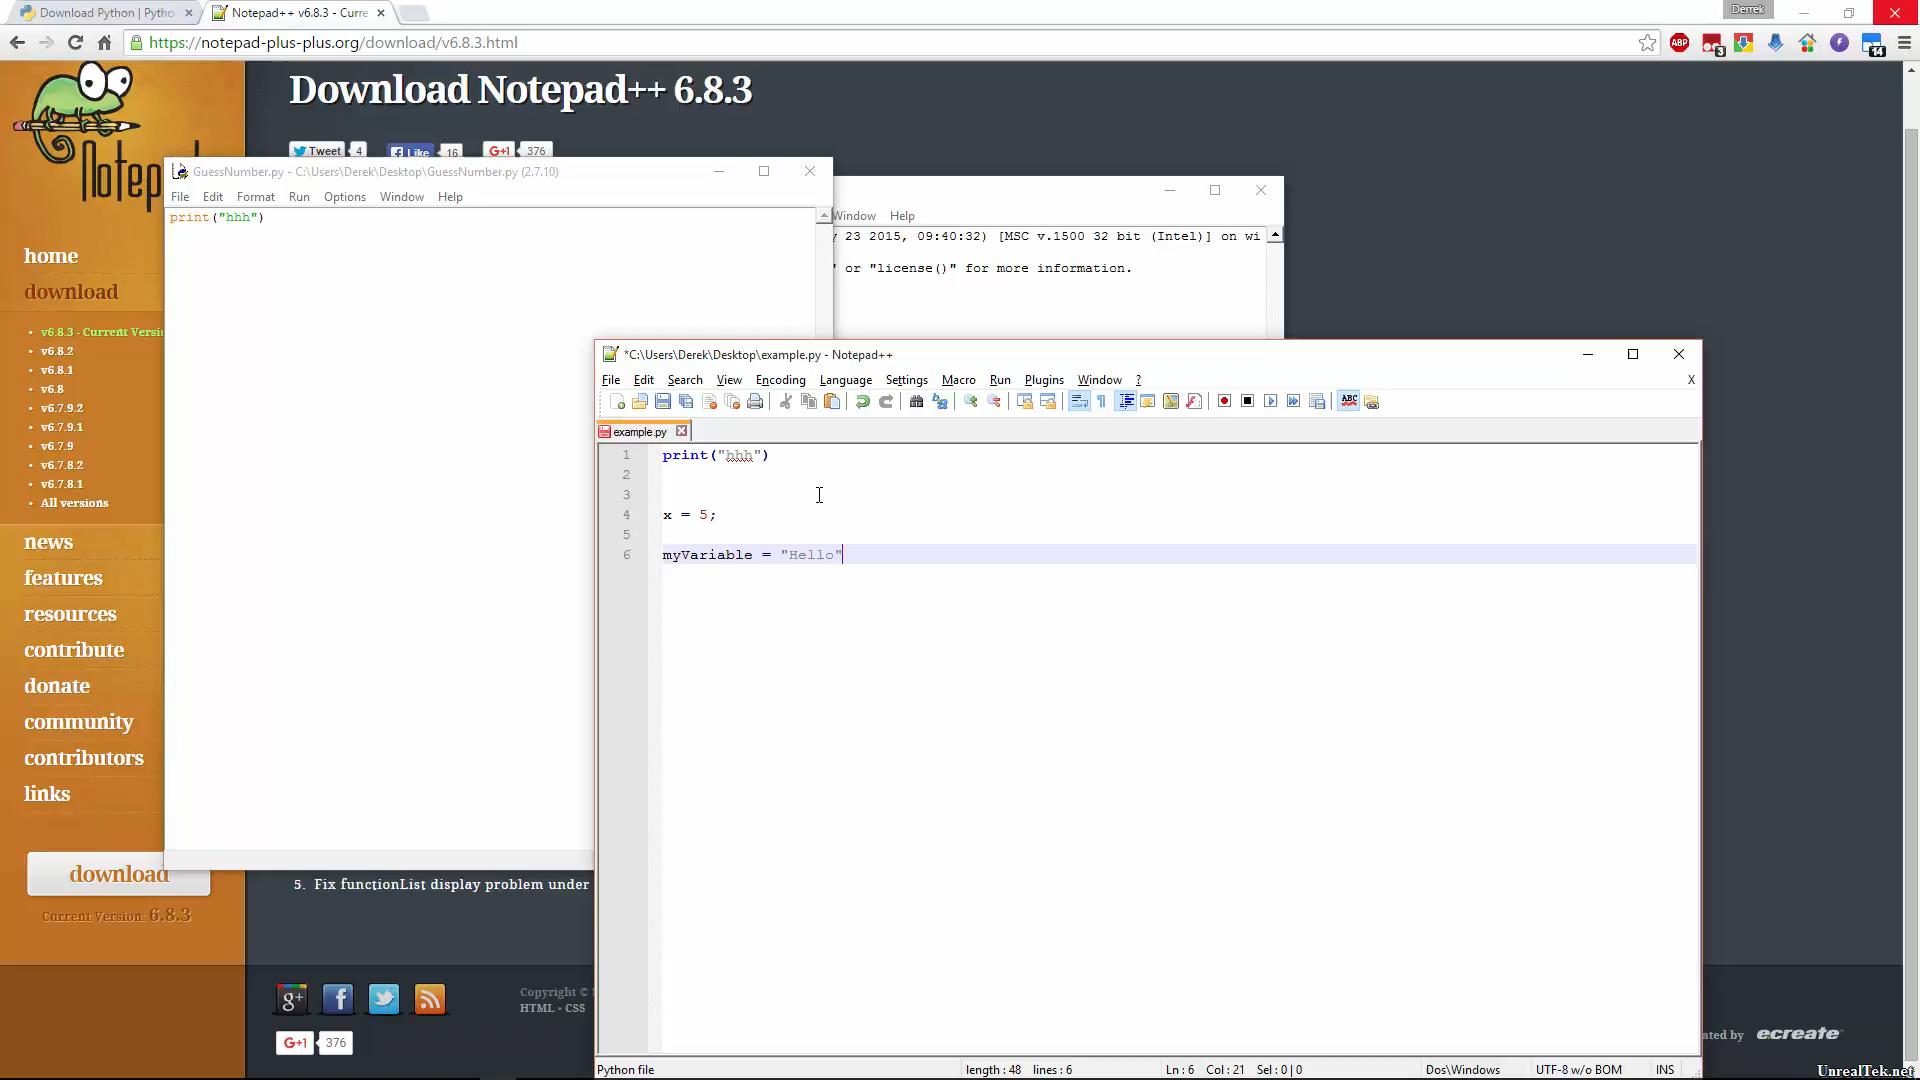 Download Python | Pytho
Notepad++ v6.8.3 - Curre
Derrek
https://notepad-plus-plus.org/download/v6.8.3.html
ABP
3
14
Download Notepad++ 6.8.3
Tweet 4
Like 16
G+1 376
Notep
home
download
v6.8.3 - Current Versio
v6.8.2
v6.8.1
v6.8
v6.7.9.2
v6.7.9.1
v6.7.9
v6.7.8.2
v6.7.8.1
All versions
news
features
resources
contribute
donate
community
contributors
links
download
Current Version: 6.8.3
GuessNumber.py - C:\Users\Derek\Desktop\GuessNumber.py (2.7.10)
File Edit Format Run Options Window Help
print("hhh")
Window Help
y 23 2015, 09:40:32) [MSC v.1500 32 bit (Intel)] on wi
" or "license()" for more information.
*C:\Users\Derek\Desktop\example.py - Notepad++
File Edit Search View Encoding Language Settings Macro Run Plugins Window ? X
ABC
example.py
1 print("hhh")
2
3
4 x = 5;
5
6 myVariable = "Hello"
Python file length : 48 lines : 6 Ln : 6 Col : 21 Sel : 0 | 0 Dos\Windows UTF-8 w/o BOM INS
5. Fix functionList display problem under
g+
G+1 376
Copyright ©
HTML • CSS
ated by ecreate
UnrealTek.net